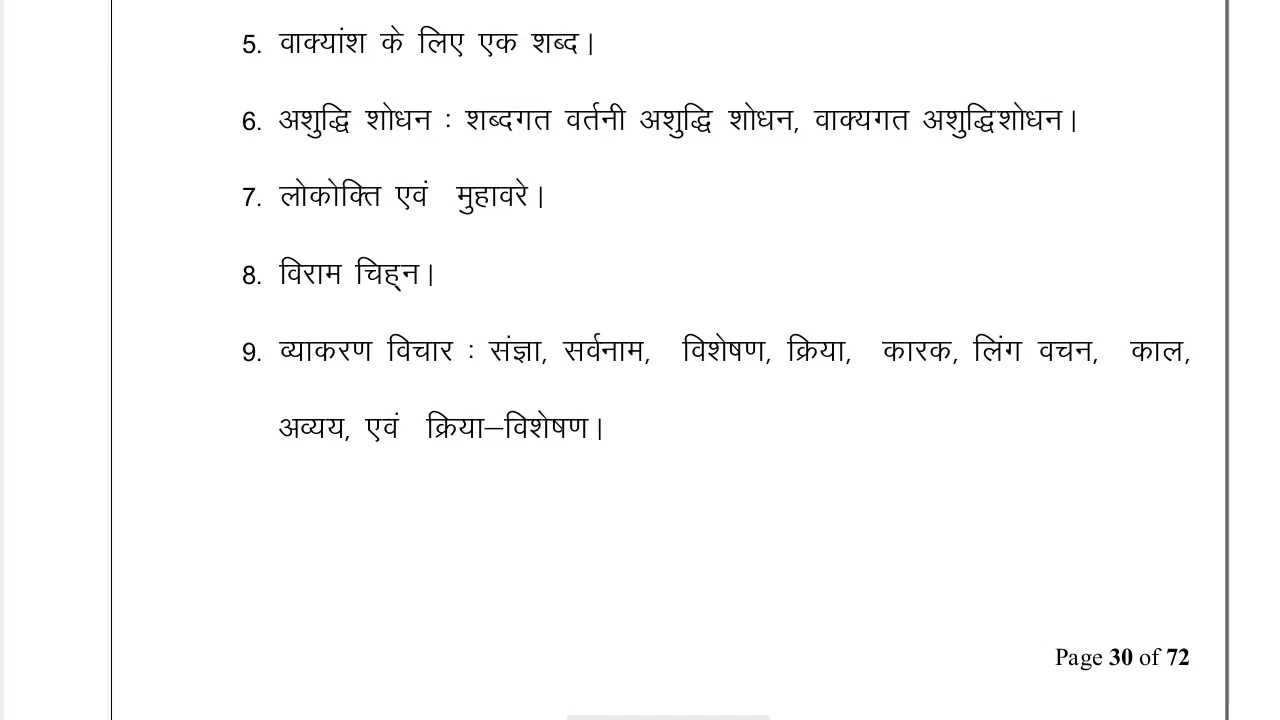 5. वाक्यांश के लिए एक शब्द।
6. अशुद्धि शोधन : शब्दगत वर्तनी अशुद्धि शोधन, वाक्यगत अशुद्धिशोधन।
7. लोकोक्ति एवं मुहावरे।
8. विराम चिह्न।
9. व्याकरण विचार : संज्ञा, सर्वनाम, विशेषण, क्रिया, कारक, लिंग वचन, काल,
अव्यय, एवं क्रिया–विशेषण।
Page 30 of 72